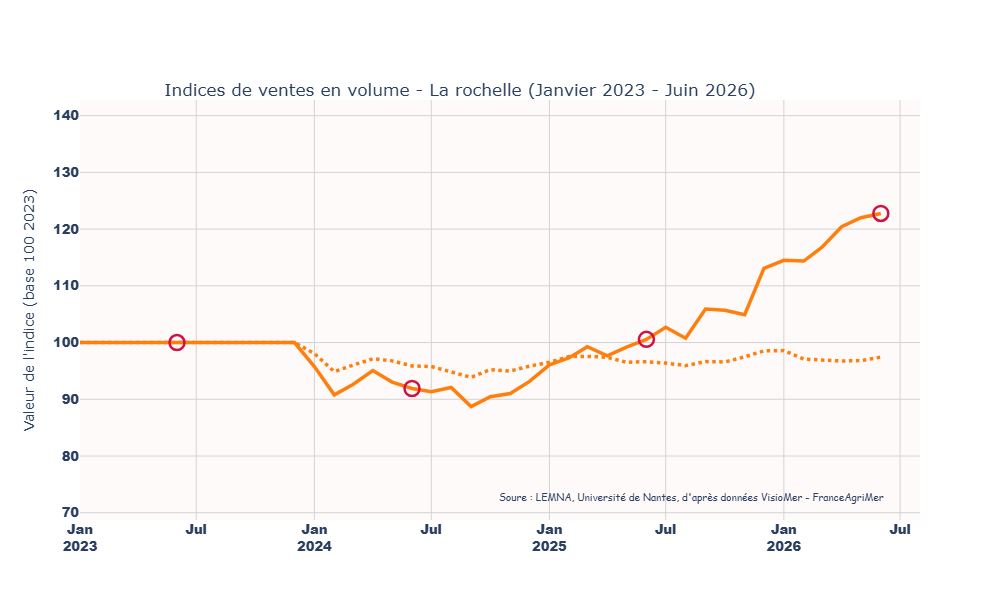 Indices de ventes en volume - La rochelle (Janvier 2023 - Juin 2026)
Valeur de l'indice (base 100 2023)
140
130
120
110
100
90
80
70
Soure : LEMNA, Université de Nantes, d'après données VisioMer - FranceAgriMer
Jan Jul Jan Jul Jan Jul Jan Jul
2023 2024 2025 2026